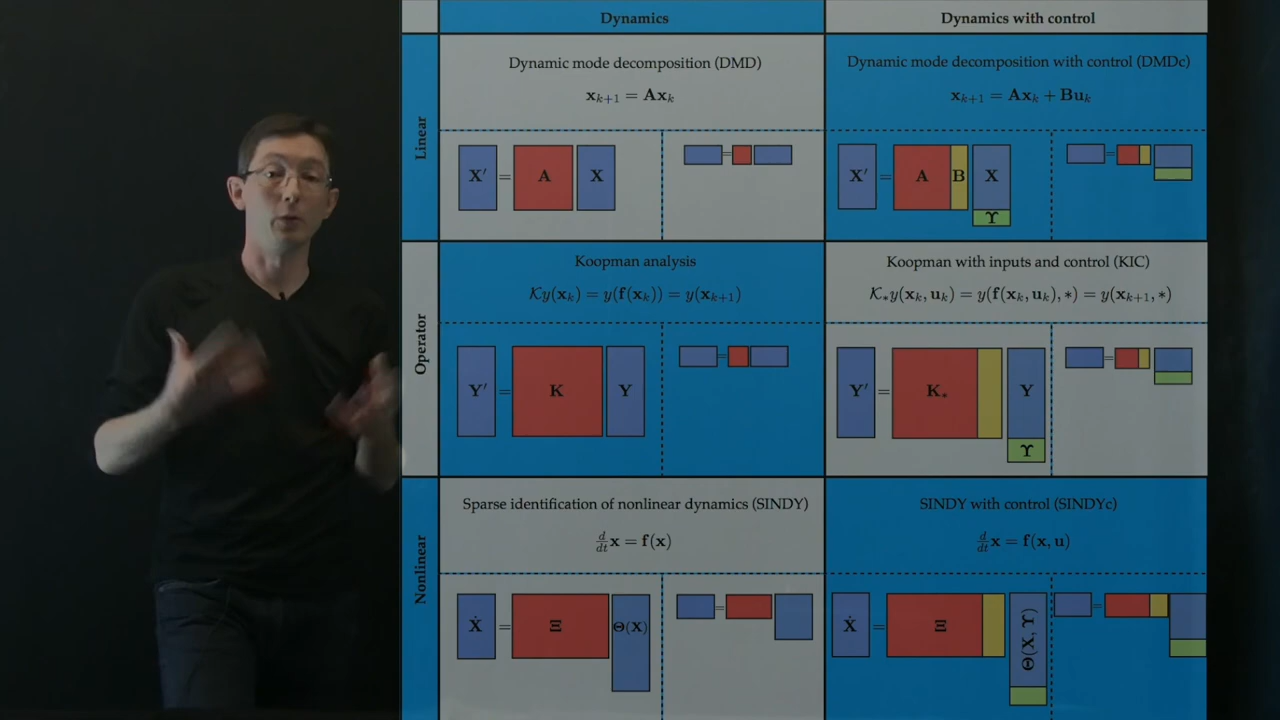 Dynamics
Dynamics with control
Linear
Dynamic mode decomposition (DMD)
x_{k+1} = Ax_k
X′ = A X
=
Dynamic mode decomposition with control (DMDc)
x_{k+1} = Ax_k + Bu_k
X′ = A B X
ϒ
=
Operator
Koopman analysis
𝒦y(x_k) = y(f(x_k)) = y(x_{k+1})
Y′ = K Y
=
Koopman with inputs and control (KIC)
𝒦_*y(x_k, u_k) = y(f(x_k, u_k), *) = y(x_{k+1}, *)
Y′ = K_* Y
ϒ
=
Nonlinear
Sparse identification of nonlinear dynamics (SINDY)
d/dt x = f(x)
Ẋ = Ξ Θ(X)
=
SINDY with control (SINDYc)
d/dt x = f(x, u)
Ẋ = Ξ Θ(X, ϒ)
=